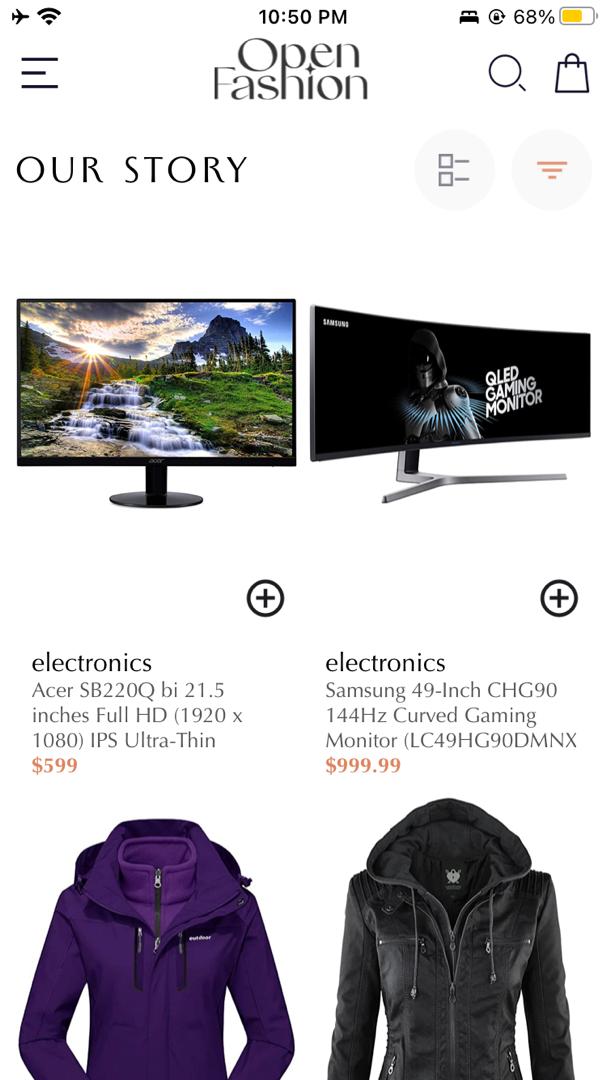 10:50 PM
68%
Open
Fashion
OUR STORY
SAMSUNG
QLED
GAMING
MONITOR
acer
electronics
Acer SB220Q bi 21.5
inches Full HD (1920 x
1080) IPS Ultra-Thin
$599
electronics
Samsung 49-Inch CHG90
144Hz Curved Gaming
Monitor (LC49HG90DMNX
$999.99
outdoor